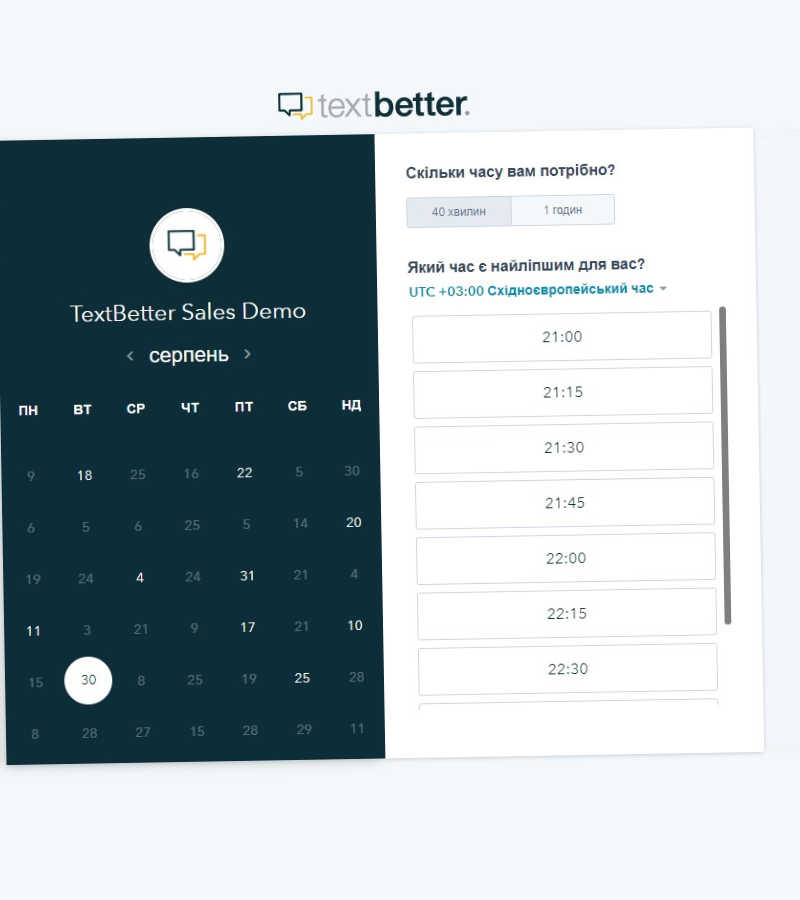 textbetter.
TextBetter Sales Demo
серпень
ПН ВТ СР ЧТ ПТ СБ НД
9 18 25 16 22 5 30
6 5 6 25 5 14 20
19 24 4 24 31 21 4
11 3 21 9 17 21 10
15 30 8 25 19 25 28
8 28 27 15 28 29 11
Скільки часу вам потрібно?
40 хвилин 1 годин
Який час є найліпшим для вас?
UTC +03:00 Східноєвропейський час
21:00
21:15
21:30
21:45
22:00
22:15
22:30